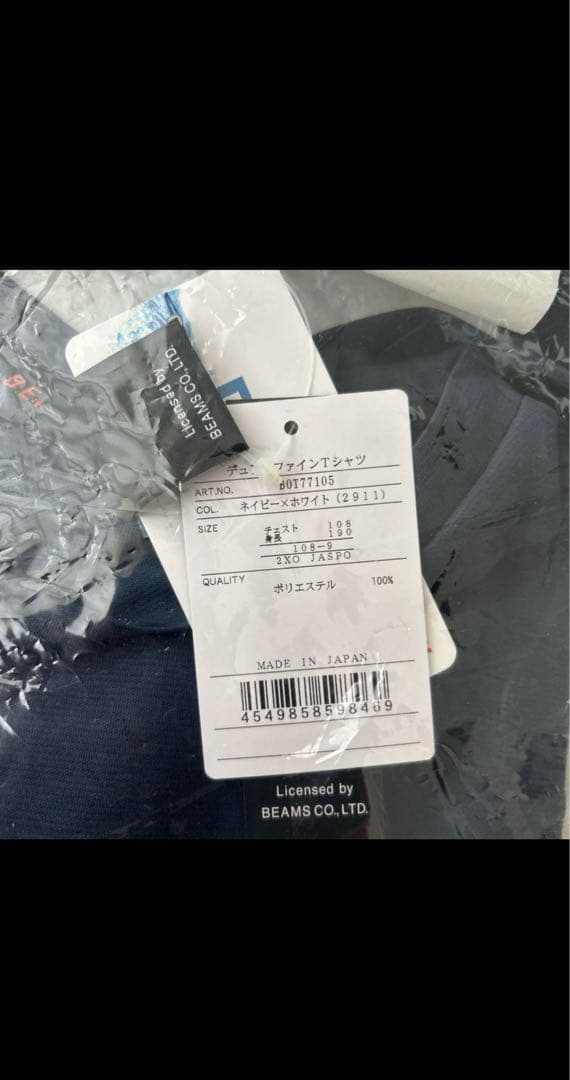 Licensed by
BEAMS CO., LTD.
ファインTシャツ
ART.NO. BOT77105
COL. ネイビー×ホワイト(2911)
SIZE チェスト 108
身長 190
108-9
2XO JASPO
QUALITY ポリエステル 100%
MADE IN JAPAN
4549858598469
Licensed by
BEAMS CO., LTD.